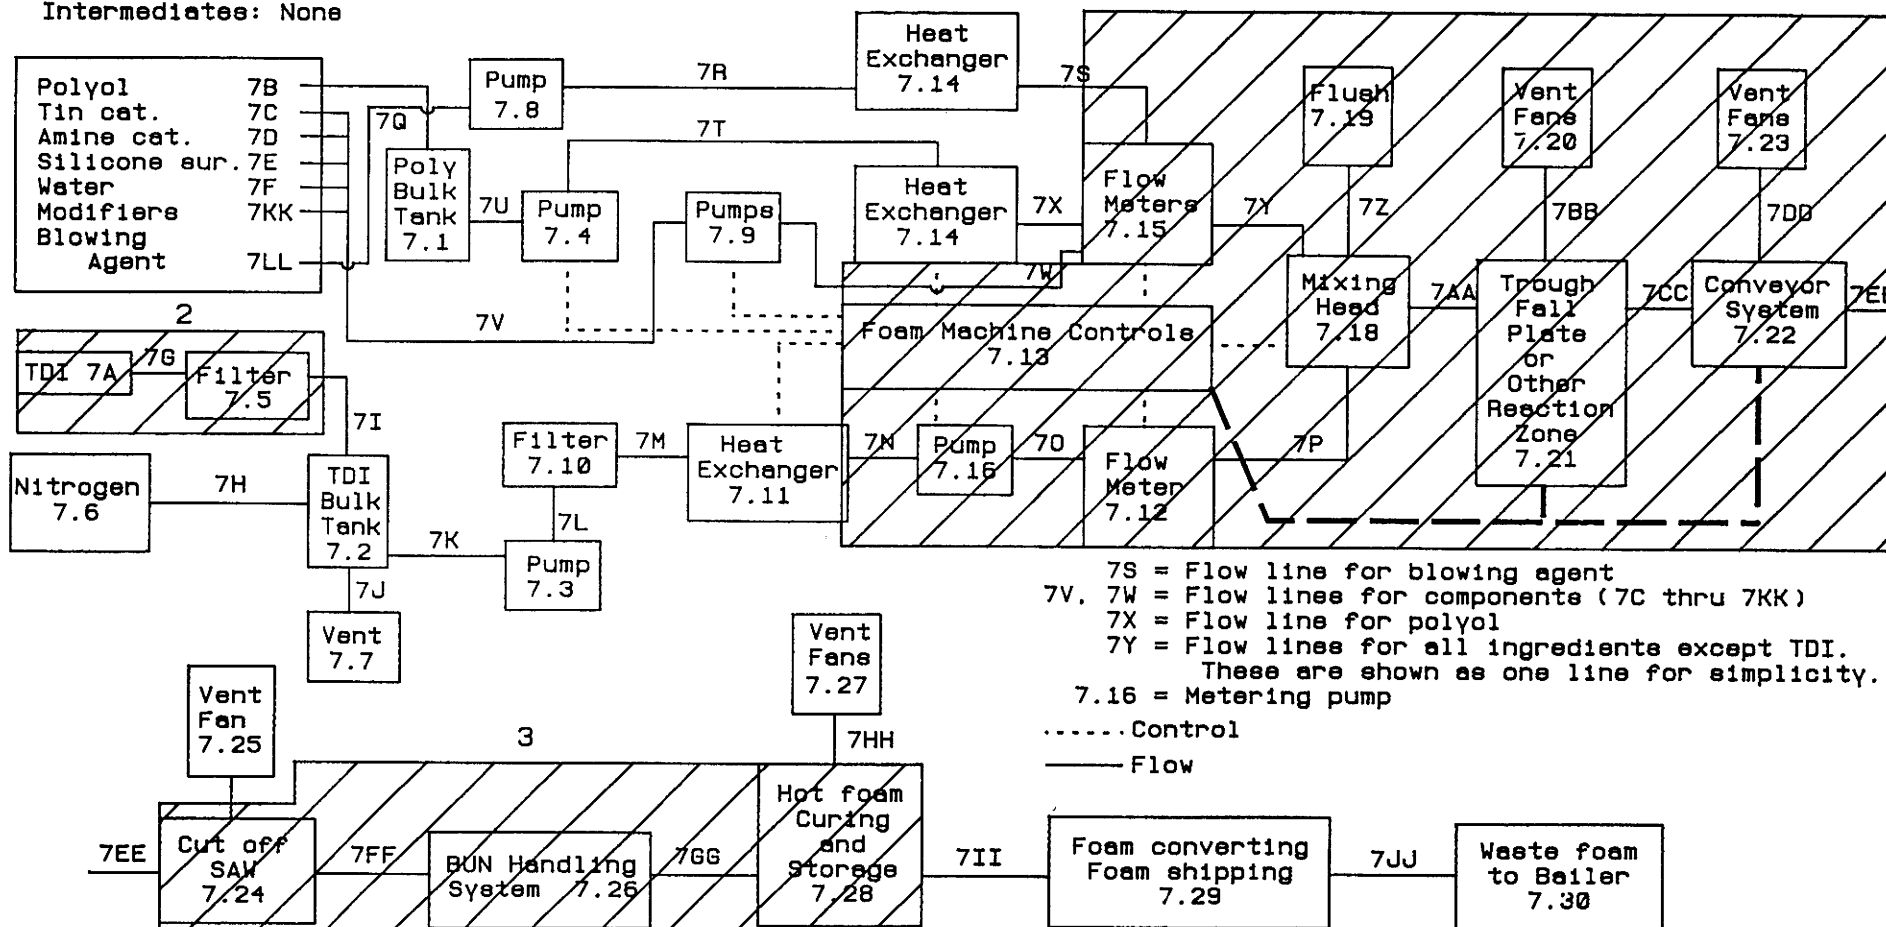 Intermediates: None
Polyol 7B
Tin cat. 7C
Amine cat. 7D
Silicone sur. 7E
Water 7F
Modifiers 7KK
Blowing
Agent 7LL
7Q
Pump
7.8
7R
Heat
Exchanger
7.14
7S
Poly
Bulk
Tank
7.1
7U
Pump
7.4
7T
Pumps
7.9
Heat
Exchanger
7.14
7X
7W
7V
Flow
Meters
7.15
7Y
Flush
7.19
7Z
Vent
Fans
7.20
7BB
Vent
Fans
7.23
7DD
Mixing
Head
7.18
7AA
Trough
Fall
Plate
or
Other
Reaction
Zone
7.21
7CC
Conveyor
System
7.22
7EE
Foam Machine Controls
7.13
2
TDI 7A
7G
Filter
7.5
7I
Nitrogen
7.6
7H
TDI
Bulk
Tank
7.2
7J
Vent
7.7
7K
Pump
7.3
7L
Filter
7.10
7M
Heat
Exchanger
7.11
7N
Pump
7.16
7O
Flow
Meter
7.12
7P
7S = Flow line for blowing agent
7V, 7W = Flow lines for components (7C thru 7KK)
7X = Flow line for polyol
7Y = Flow lines for all ingredients except TDI.
These are shown as one line for simplicity.
7.16 = Metering pump
Control
Flow
Vent
Fan
7.25
3
Vent
Fans
7.27
7HH
7EE
Cut off
SAW
7.24
7FF
BUN Handling
System 7.26
7GG
Hot foam
Curing
and
Storage
7.28
7II
Foam converting
Foam shipping
7.29
7JJ
Waste foam
to Bailer
7.30